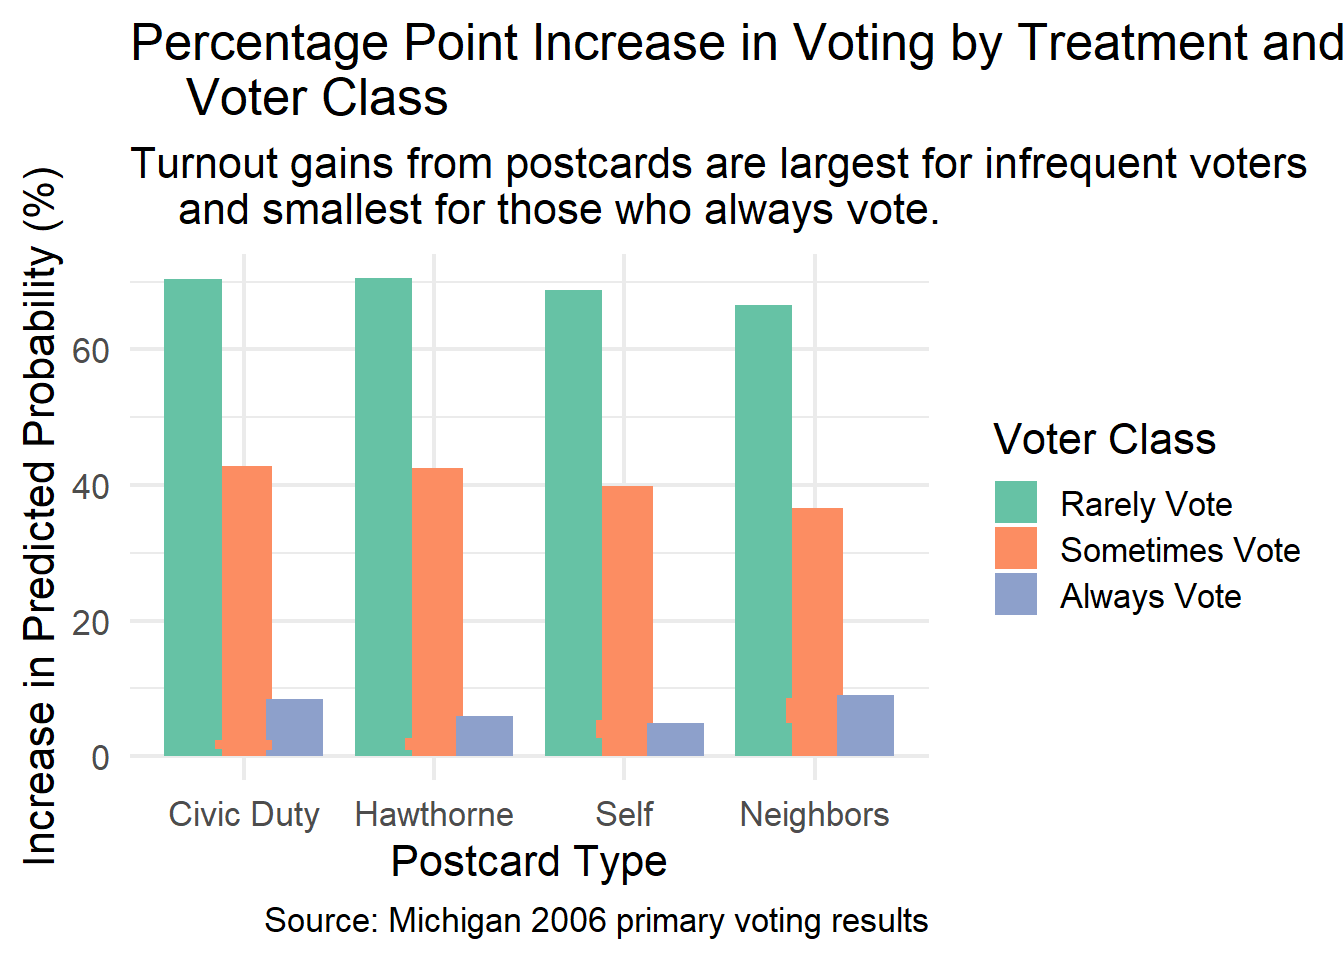 Percentage Point Increase in Voting by Treatment and
Voter Class
Turnout gains from postcards are largest for infrequent voters
and smallest for those who always vote.
Increase in Predicted Probability (%)
60
40
20
0
Civic Duty
Hawthorne
Self
Neighbors
Postcard Type
Voter Class
Rarely Vote
Sometimes Vote
Always Vote
Source: Michigan 2006 primary voting results